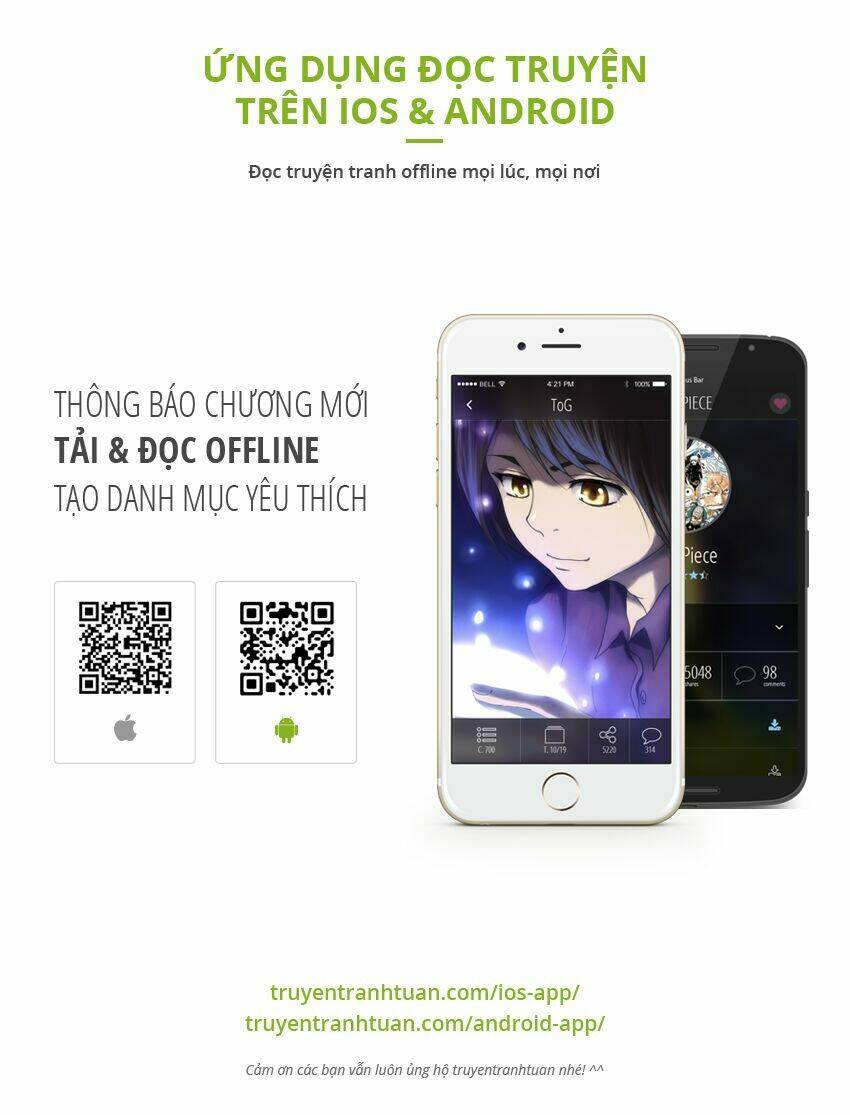 ỨNG DỤNG ĐỌC TRUYỆN
TRÊN IOS & ANDROID
Đọc truyện tranh offline mọi lúc, mọi nơi
THÔNG BÁO CHƯƠNG MỚI
TẢI & ĐỌC OFFLINE
TẠO DANH MỤC YÊU THÍCH
BELL 4:21 PM 100%
ToG
C. 700 T. 10/19 5220 314
us Bar
PIECE
Piece
5048 98
shares comments
truyentranhtuan.com/ios-app/
truyentranhtuan.com/android-app/
Cảm ơn các bạn vẫn luôn ủng hộ truyentranhtuan nhé! ^^